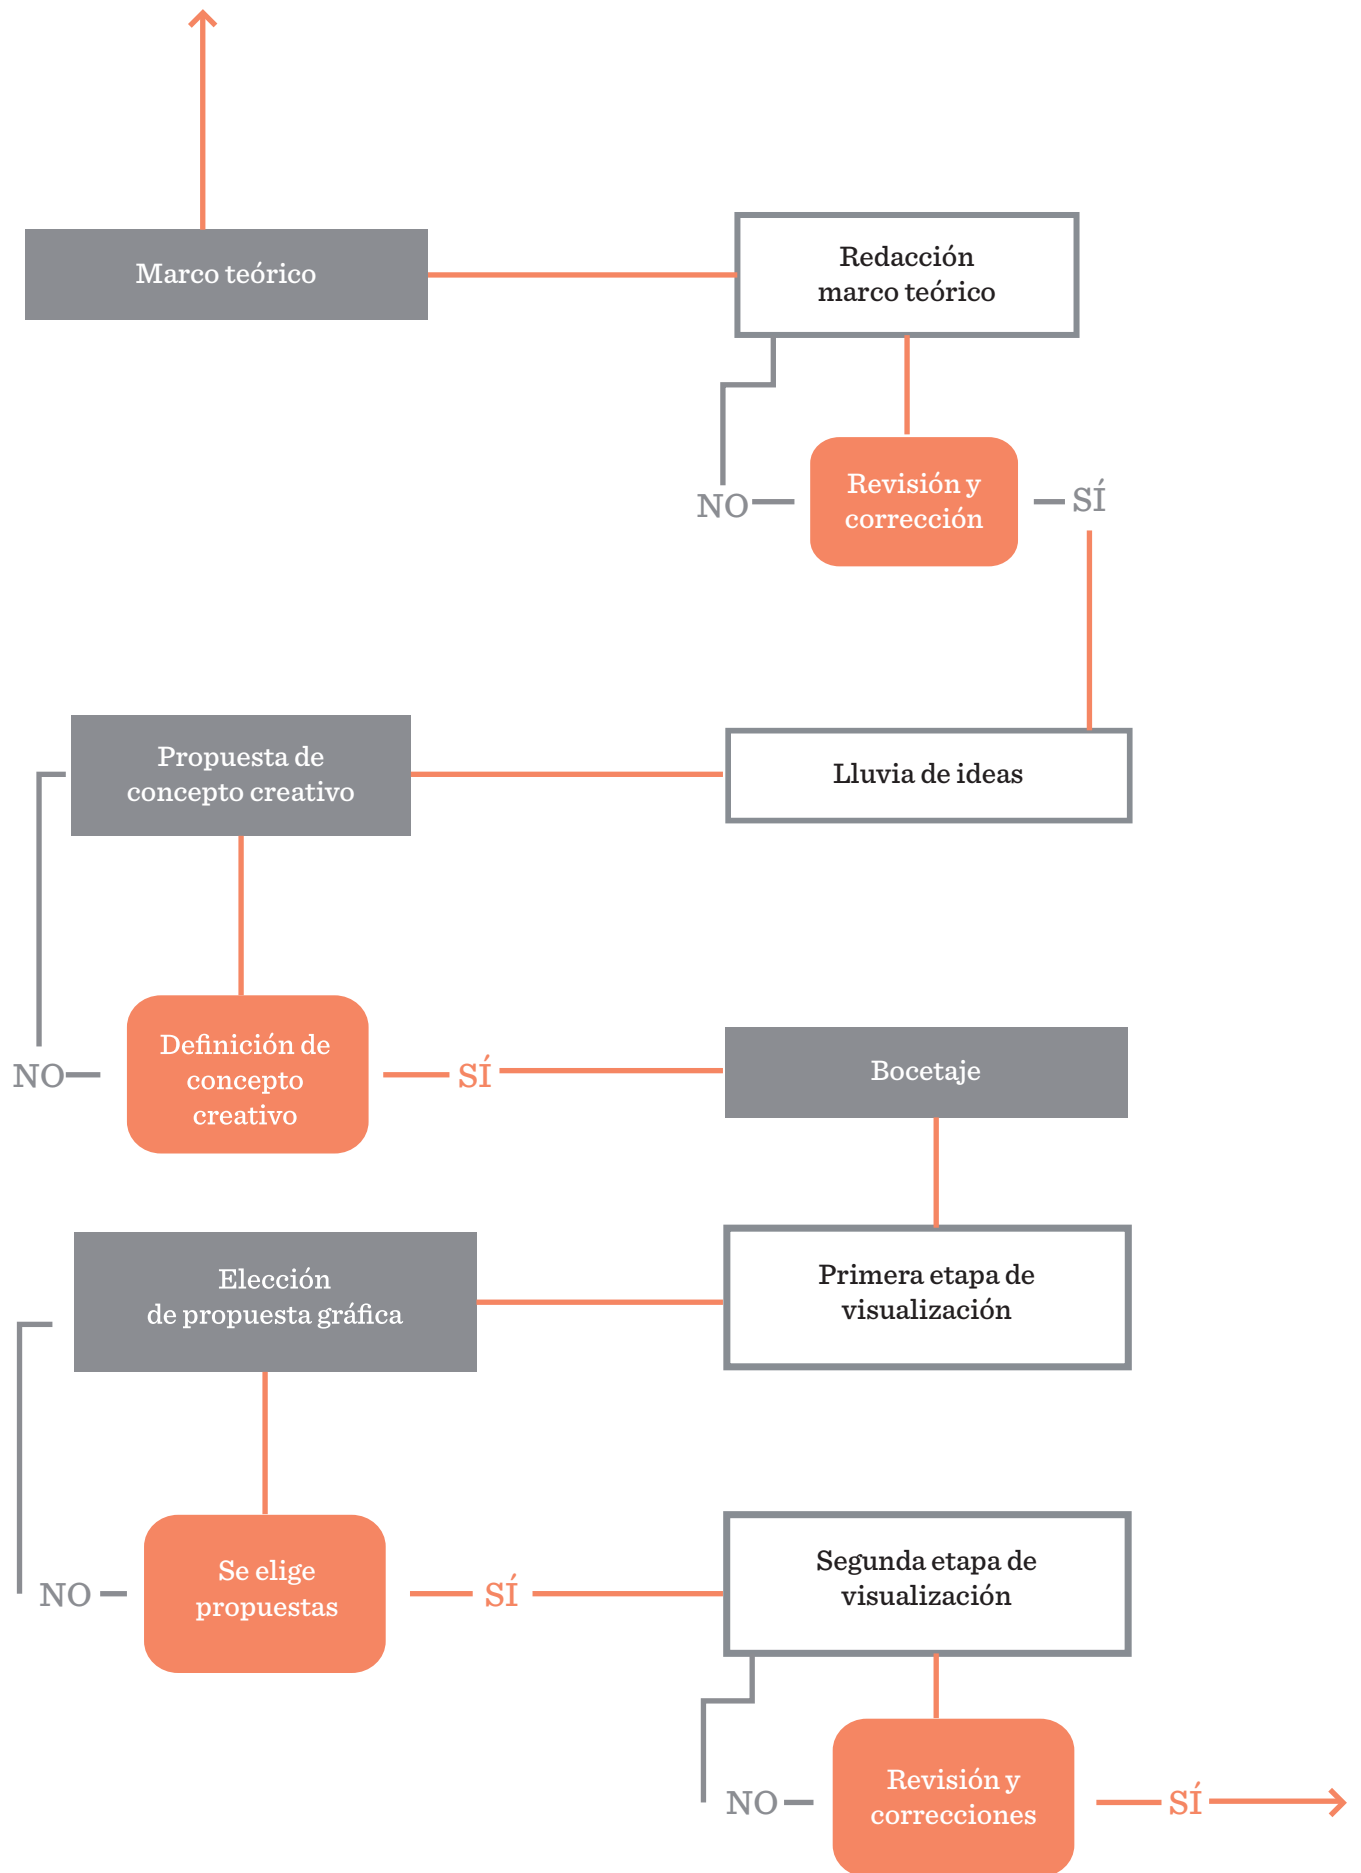 Marco teórico
Redacción
marco teórico
NO
Revisión y
corrección
SÍ
Propuesta de
concepto creativo
Lluvia de ideas
NO
Definición de
concepto
creativo
SÍ
Bocetaje
Elección
de propuesta gráfica
Primera etapa de
visualización
NO
Se elige
propuestas
SÍ
Segunda etapa de
visualización
NO
Revisión y
correcciones
SÍ